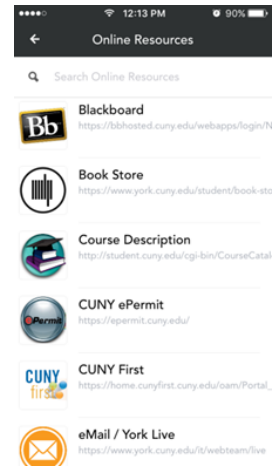 12:13 PM 90%
Online Resources
Search Online Resources
Bb
Blackboard
https://bbhosted.cuny.edu/webapps/login/N
Book Store
https://www.york.cuny.edu/student/book-sto
Course Description
http://student.cuny.edu/cgi-bin/CourseCatal
ePermit
CUNY ePermit
https://epermit.cuny.edu/
CUNY
first
CUNY First
https://home.cunyfirst.cuny.edu/oam/Portal_
eMail / York Live
https://www.york.cuny.edu/it/webteam/live